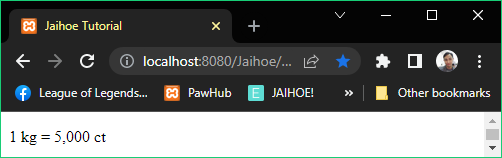 Jaihoe Tutorial
localhost:8080/Jaihoe/...
League of Legends... PawHub JAIHOE! Other bookmarks
1 kg = 5,000 ct